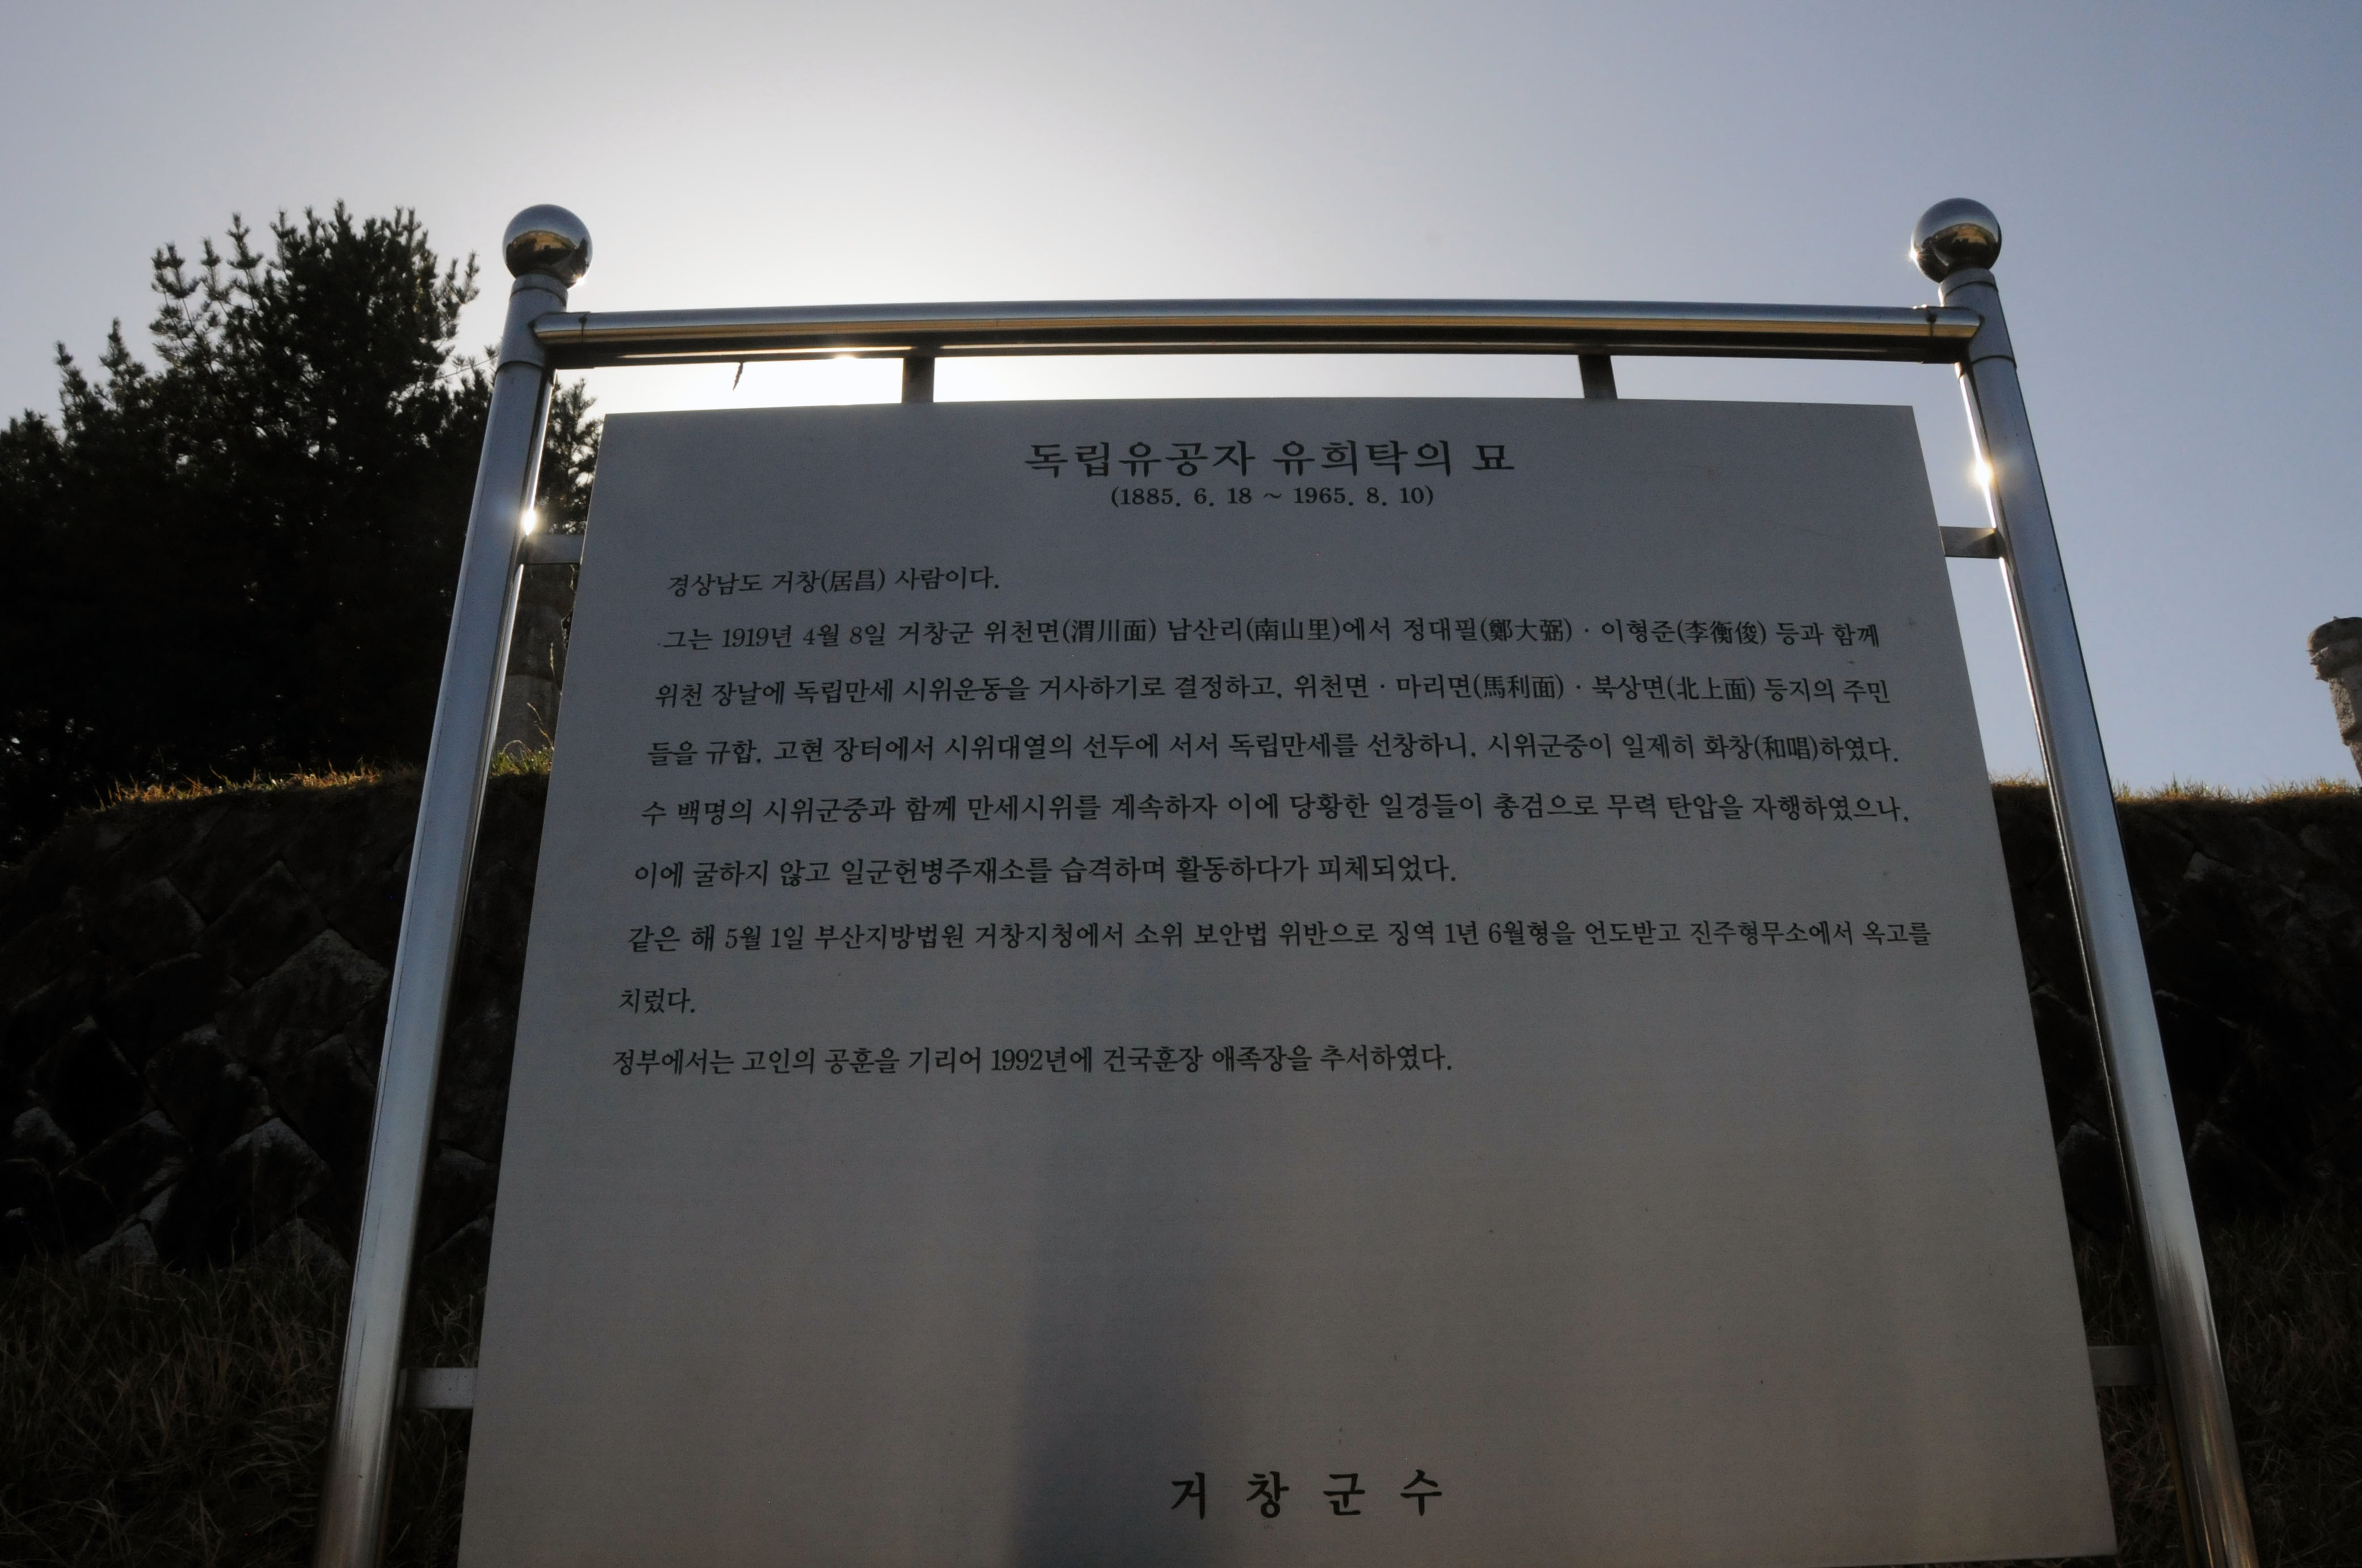 독립유공자 유희탁의 묘
(1885. 6. 18 ~ 1965. 8. 10)
경상남도 거창(居昌) 사람이다.
그는 1919년 4월 8일 거창군 위천면(渭川面) 남산리(南山里)에서 정대필(鄭大弼)·이형준(李衡俊) 등과 함께
위천 장날에 독립만세 시위운동을 거사하기로 결정하고, 위천면·마리면(馬利面)·북상면(北上面) 등지의 주민
들을 규합, 고현 장터에서 시위대열의 선두에 서서 독립만세를 선창하니, 시위군중이 일제히 화창(和唱)하였다.
수 백명의 시위군중과 함께 만세시위를 계속하자 이에 당황한 일경들이 총검으로 무력 탄압을 자행하였으나,
이에 굴하지 않고 일군헌병주재소를 습격하며 활동하다가 피체되었다.
같은 해 5월 1일 부산지방법원 거창지청에서 소위 보안법 위반으로 징역 1년 6월형을 언도받고 진주형무소에서 옥고를
치렀다.
정부에서는 고인의 공훈을 기리어 1992년에 건국훈장 애족장을 추서하였다.
거창군수